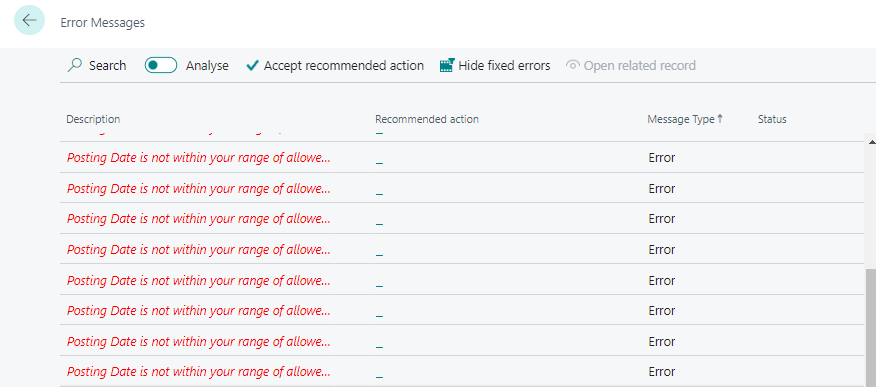 Error Messages
Search Analyse Accept recommended action Hide fixed errors Open related record
Description Recommended action Message Type↑ Status
_
Posting Date is not within your range of allowe... _ Error
Posting Date is not within your range of allowe... _ Error
Posting Date is not within your range of allowe... _ Error
Posting Date is not within your range of allowe... _ Error
Posting Date is not within your range of allowe... _ Error
Posting Date is not within your range of allowe... _ Error
Posting Date is not within your range of allowe... _ Error
Posting Date is not within your range of allowe... _ Error